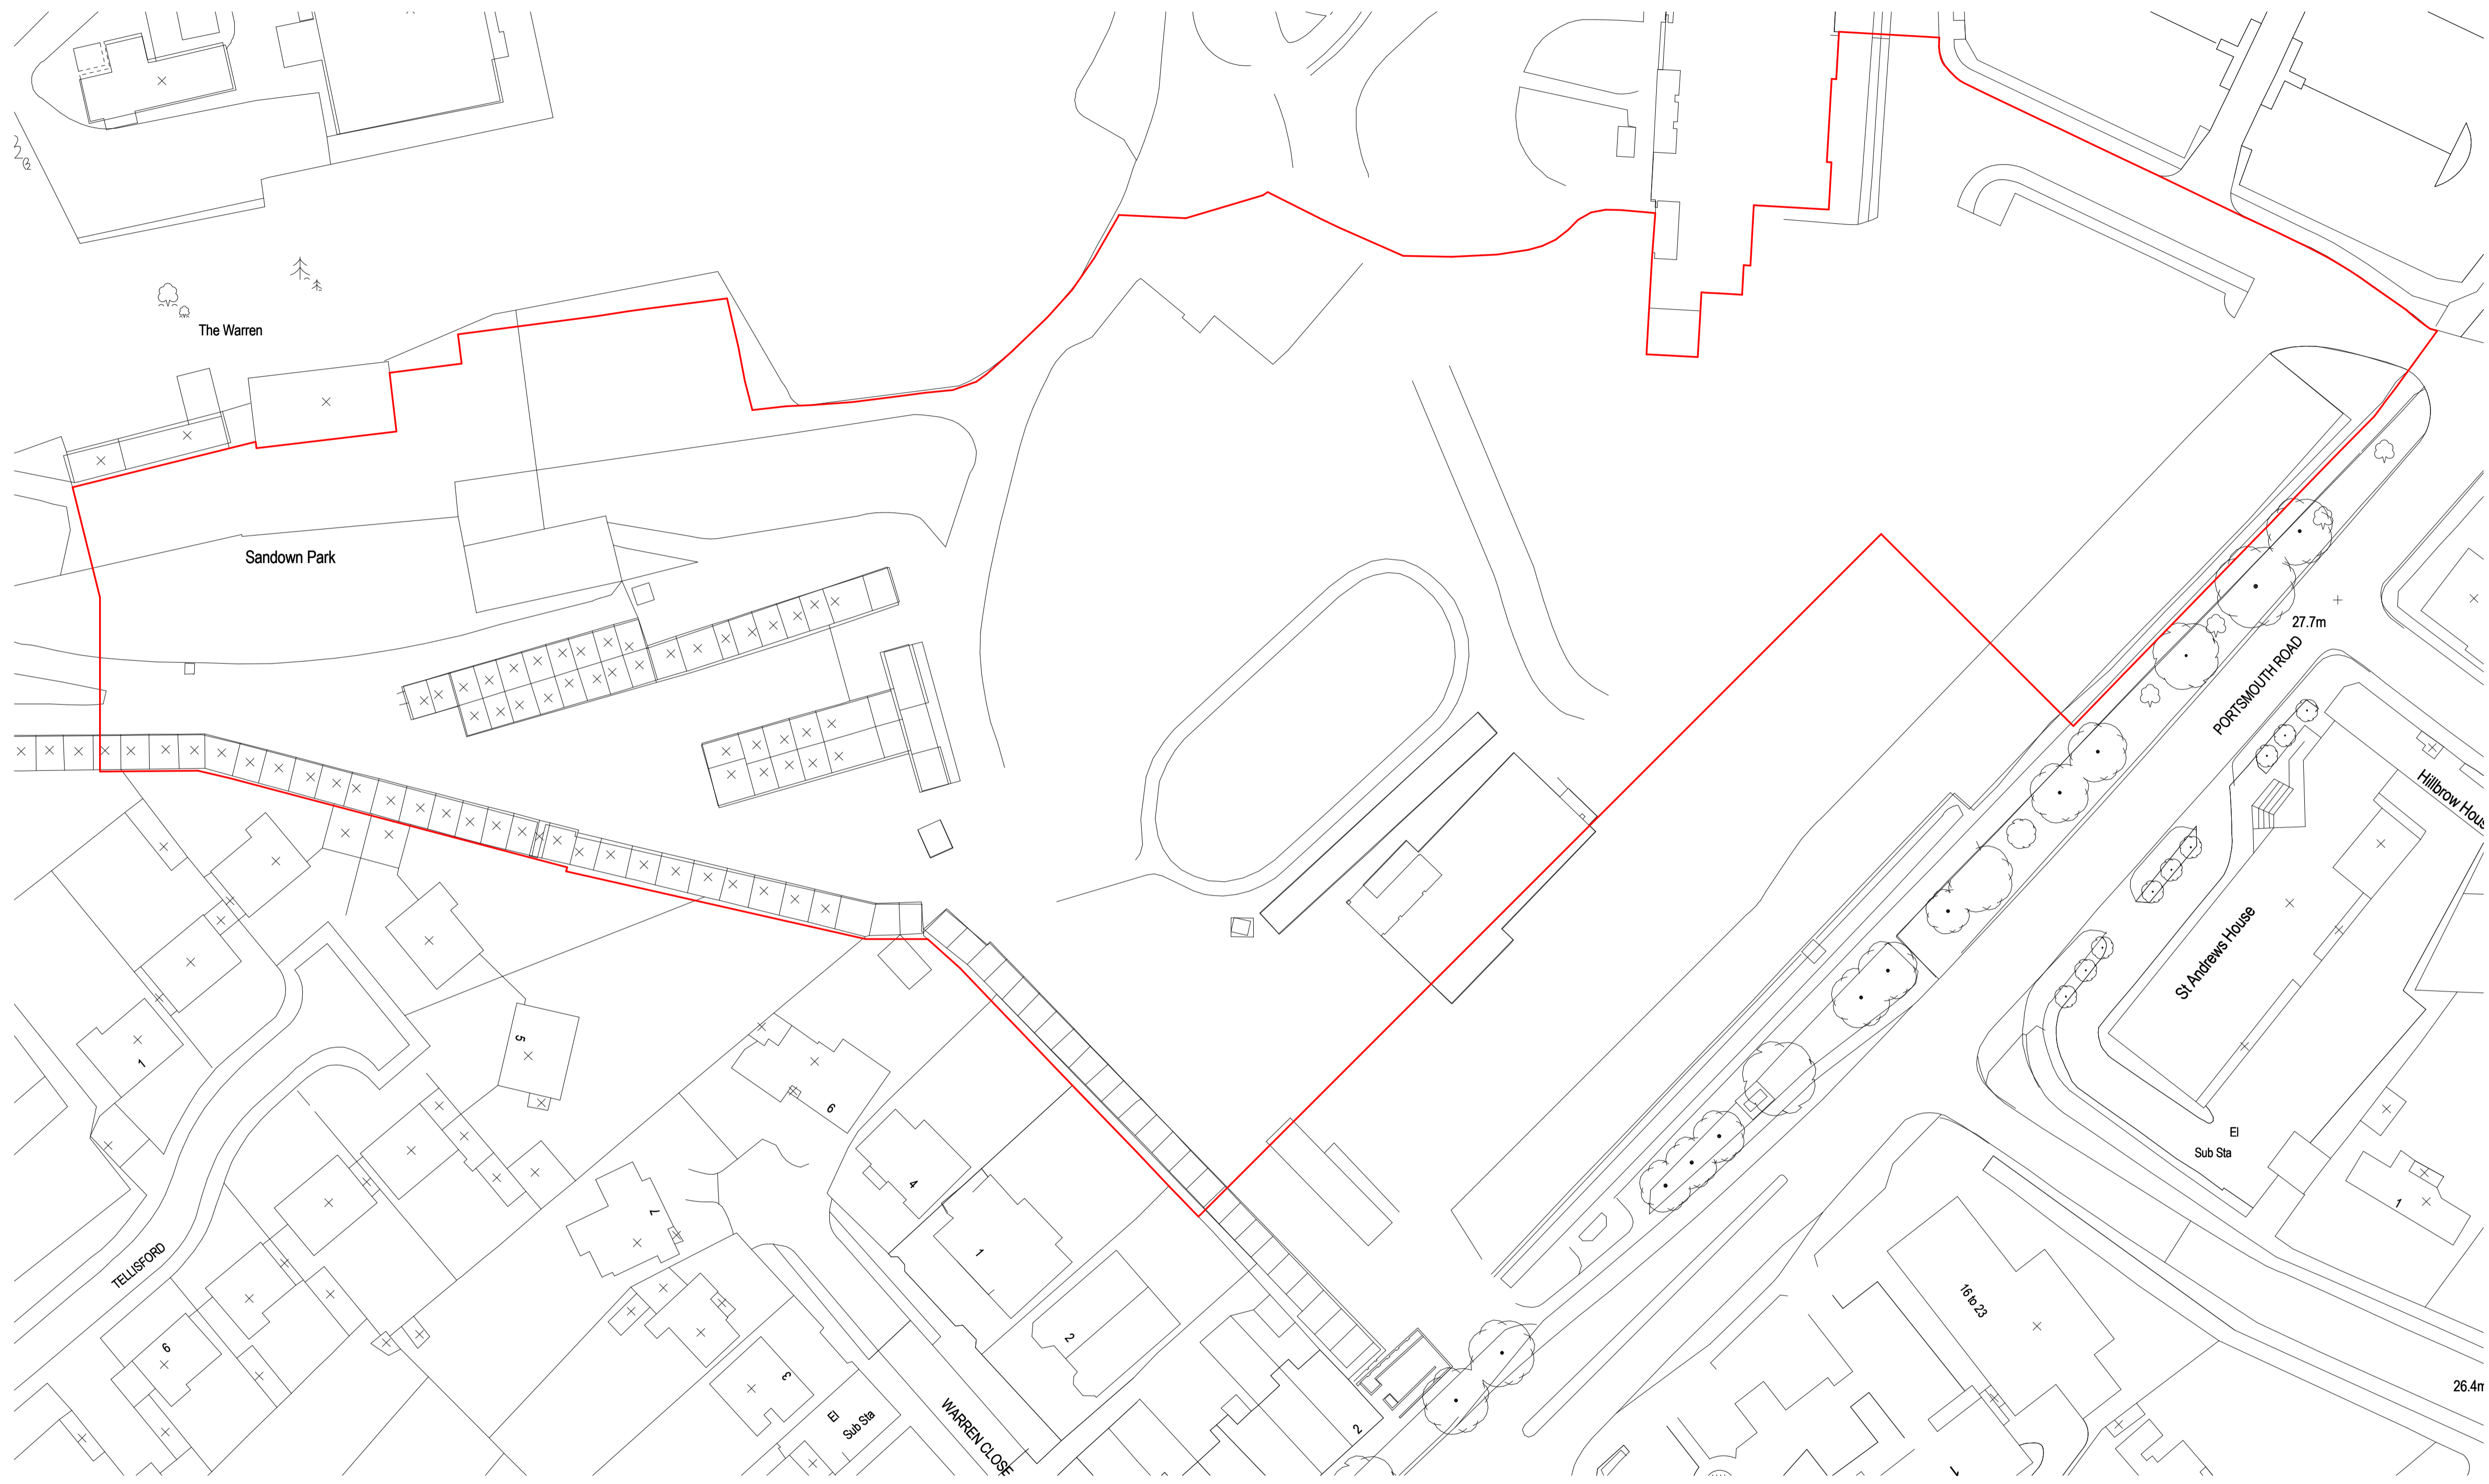 The Warren
Sandown Park
27.7m
PORTSMOUTH ROAD
Hillbrow Hous
St Andrews House
El
Sub Sta
1
16 to 23
26.4m
5
1
6
4
7
1
2
TELLISFORD
6
3
El
Sub Sta
2
WARREN CLOSE